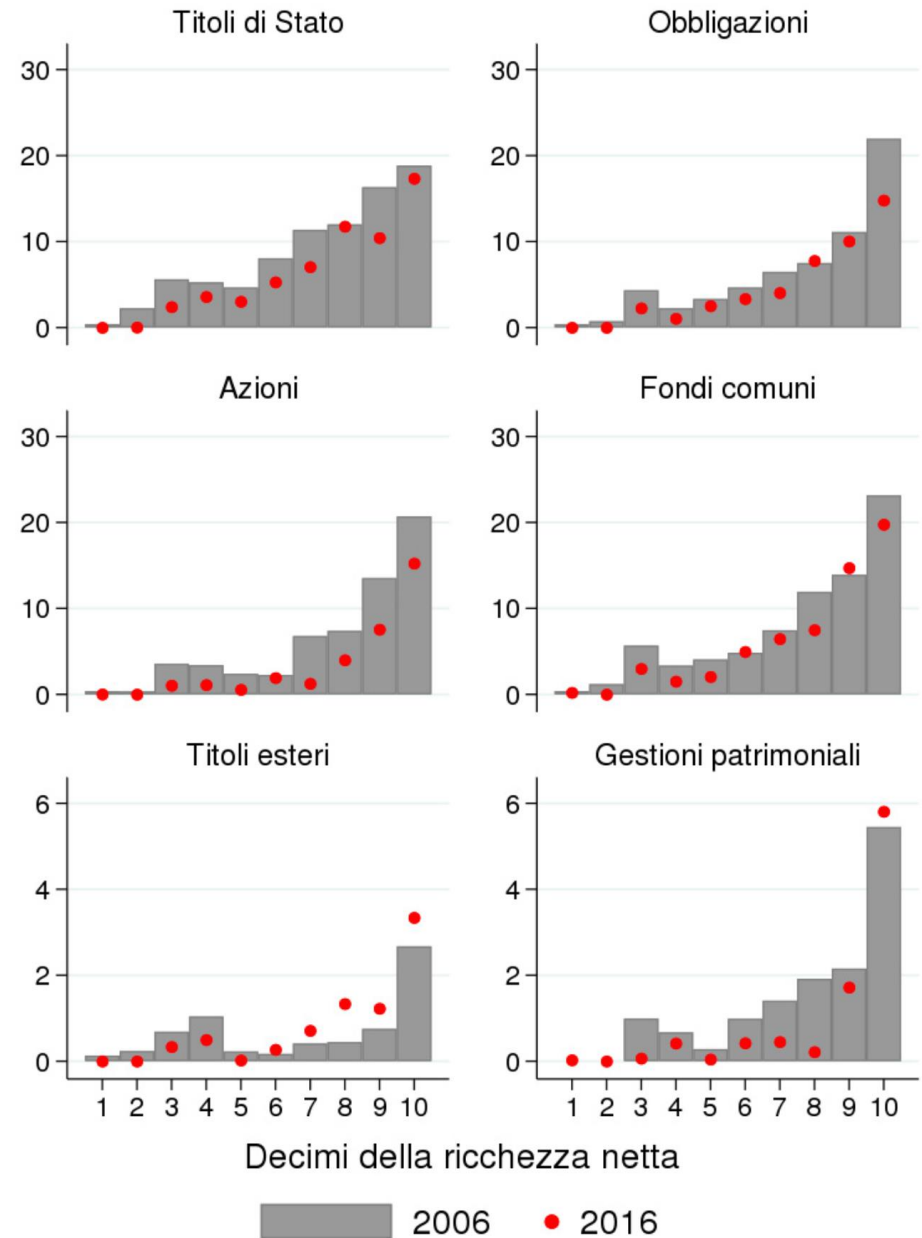 Titoli di Stato
30
20
10
0
Obbligazioni
30
20
10
0
Azioni
30
20
10
0
Fondi comuni
30
20
10
0
Titoli esteri
6
4
2
0
1 2 3 4 5 6 7 8 9 10
Gestioni patrimoniali
6
4
2
0
1 2 3 4 5 6 7 8 9 10
Decimi della ricchezza netta
2006 2016